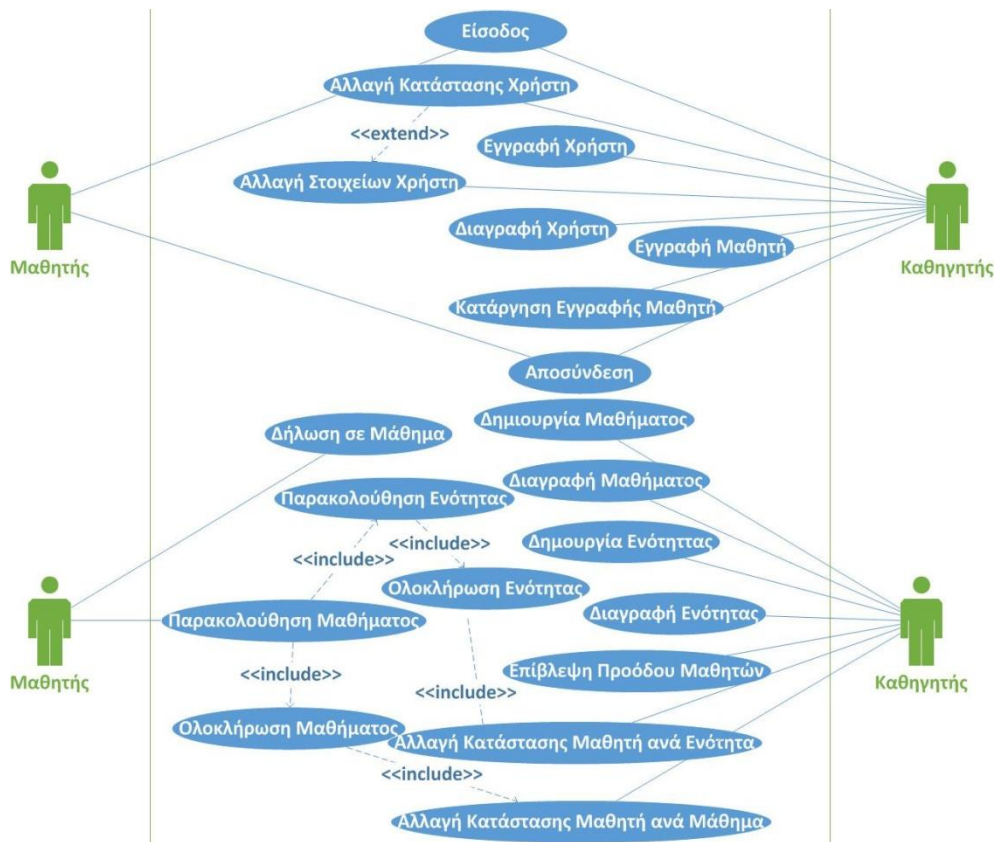 Είσοδος
Αλλαγή Κατάστασης Χρήστη
<<extend>>
Εγγραφή Χρήστη
Αλλαγή Στοιχείων Χρήστη
Διαγραφή Χρήστη
Εγγραφή Μαθητή
Μαθητής
Καθηγητής
Κατάργηση Εγγραφής Μαθητή
Αποσύνδεση
Δημιουργία Μαθήματος
Δήλωση σε Μάθημα
Διαγραφή Μαθήματος
Παρακολούθηση Ενότητας
Δημουργία Ενότηττας
<<include>>
<<include>>
Ολοκλήρωση Ενότητας
Διαγραφή Ενότητας
Παρακολούθηση Μαθήματος
Επίβλεψη Προόδου Μαθητών
<<include>>
Μαθητής
Καθηγητής
<<include>>
Ολοκλήρωση Μαθήματος
Αλλαγή Κατάστασης Μαθητή ανά Ενότητα
<<include>>
Αλλαγή Κατάστασης Μαθητή ανά Μάθημα